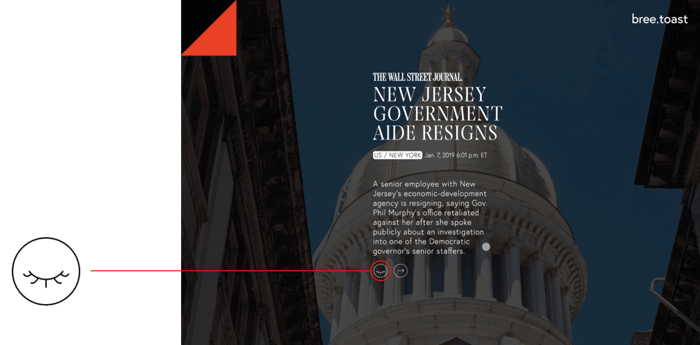 bree.toast
THE WALL STREET JOURNAL.
NEW JERSEY
GOVERNMENT
AIDE RESIGNS
US / NEW YORK Jan. 7, 2019 6:01 p.m. ET
A senior employee with New
Jersey's economic-development
agency is resigning, saying Gov.
Phil Murphy's office retaliated
against her after she spoke
publicly about an investigation
into one of the Democratic
governor's senior staffers.